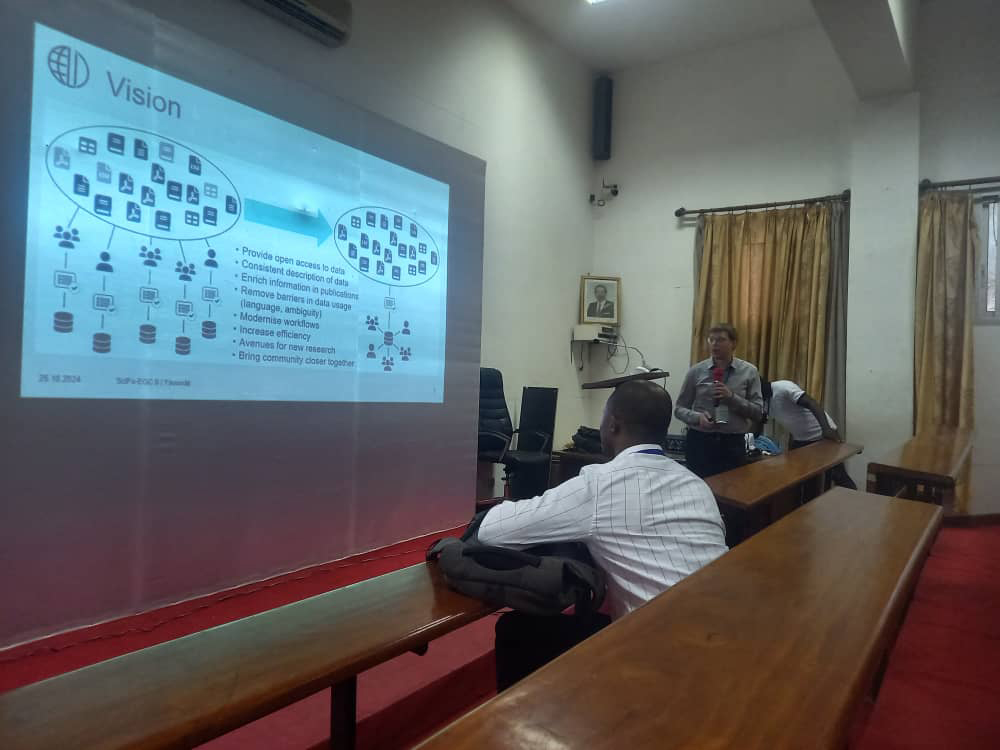 Vision
• Provide open access to data
• Consistent description of data
• Enrich information in publications
• Remove barriers in data usage
(language, ambiguity)
• Modernise workflows
• Increase efficiency
• Avenues for new research
• Bring community closer together
26.10.2024